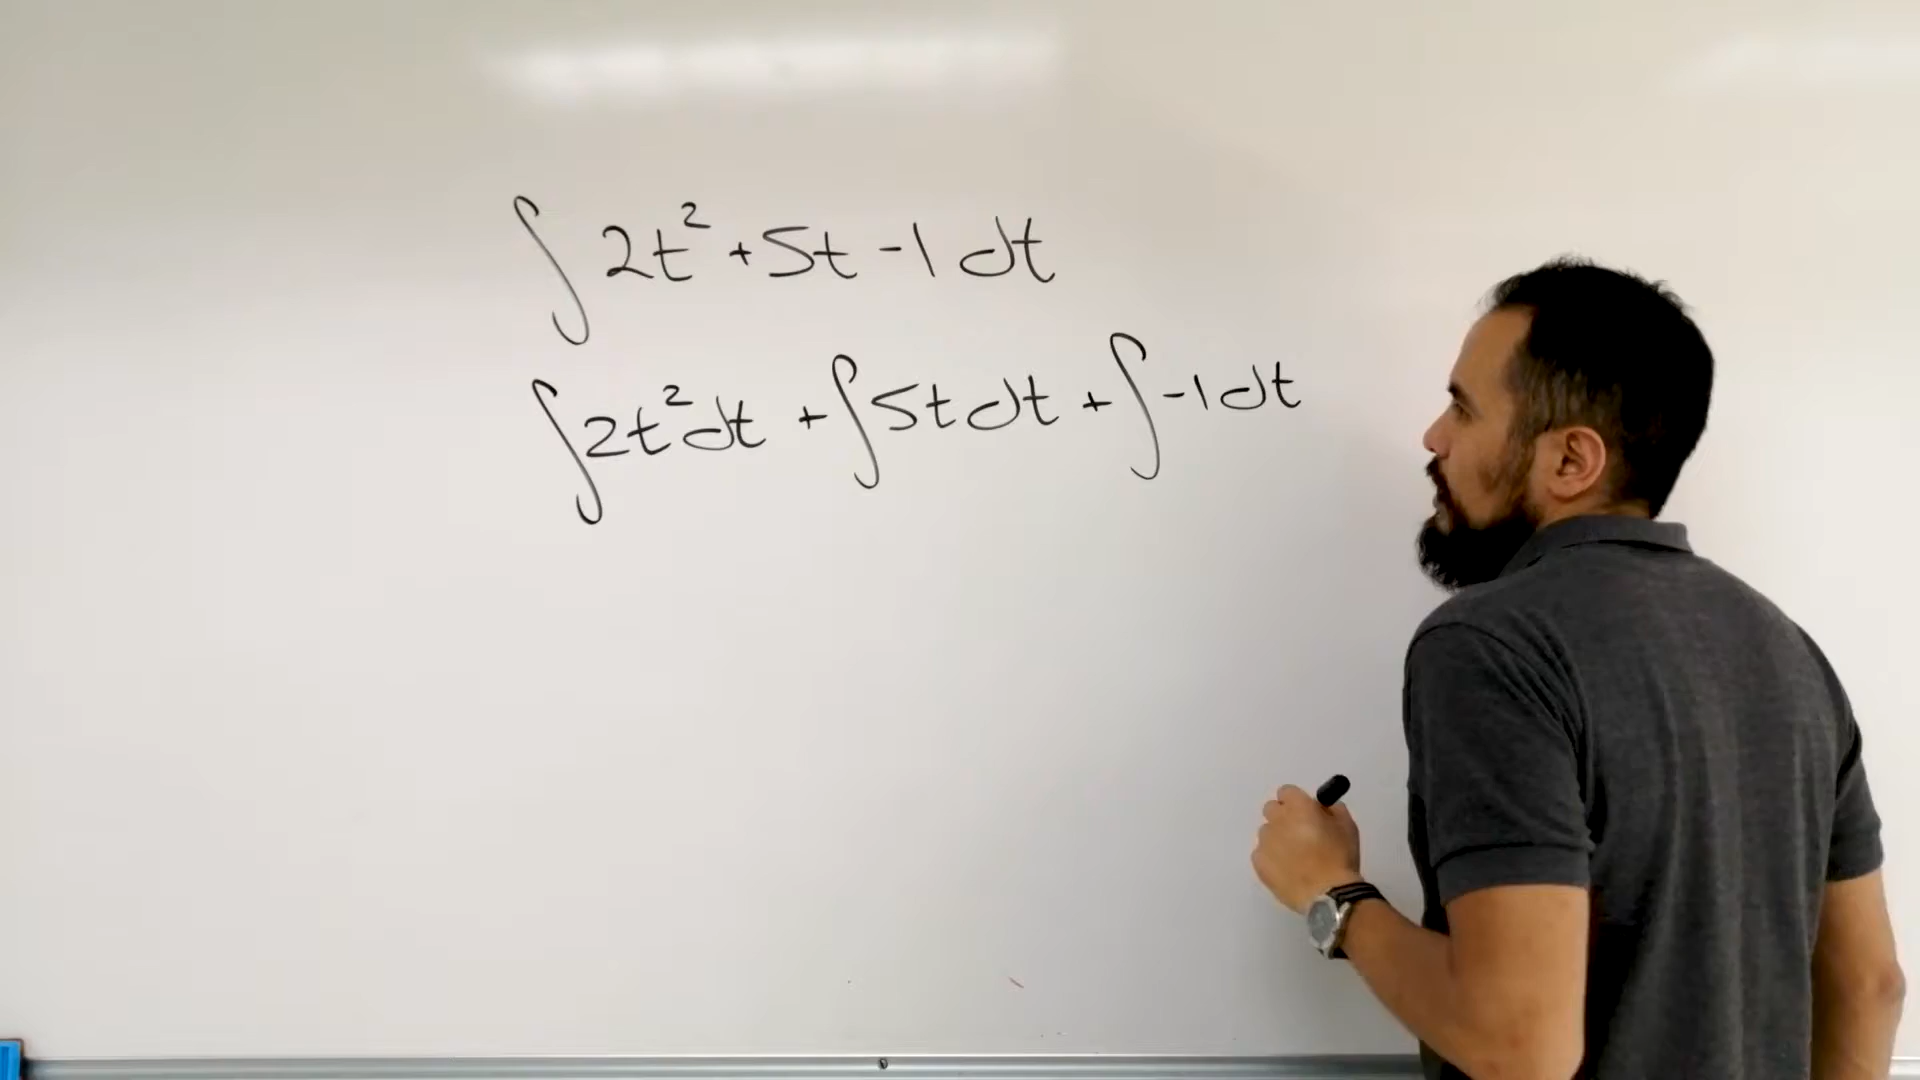 ∫ 2t² + 5t - 1 dt
∫ 2t² dt + ∫ 5t dt + ∫ -1 dt